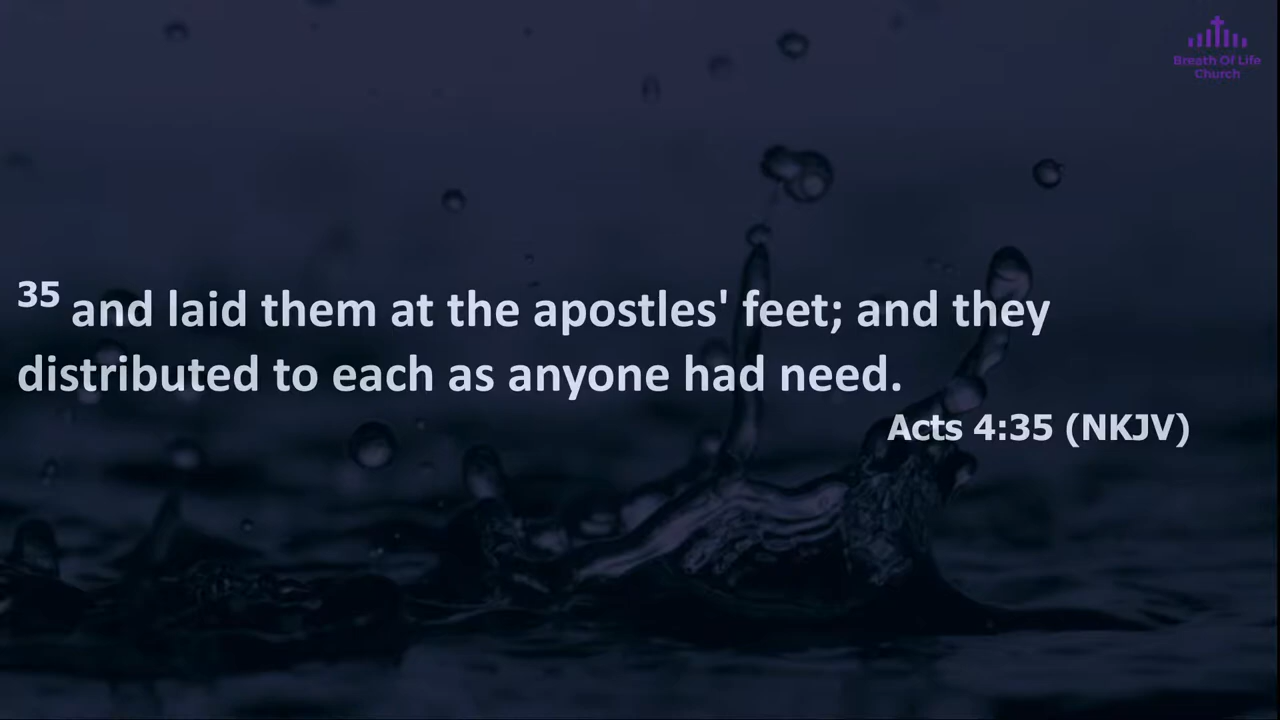 Breath Of Life
Church
35 and laid them at the apostles' feet; and they
distributed to each as anyone had need.
Acts 4:35 (NKJV)